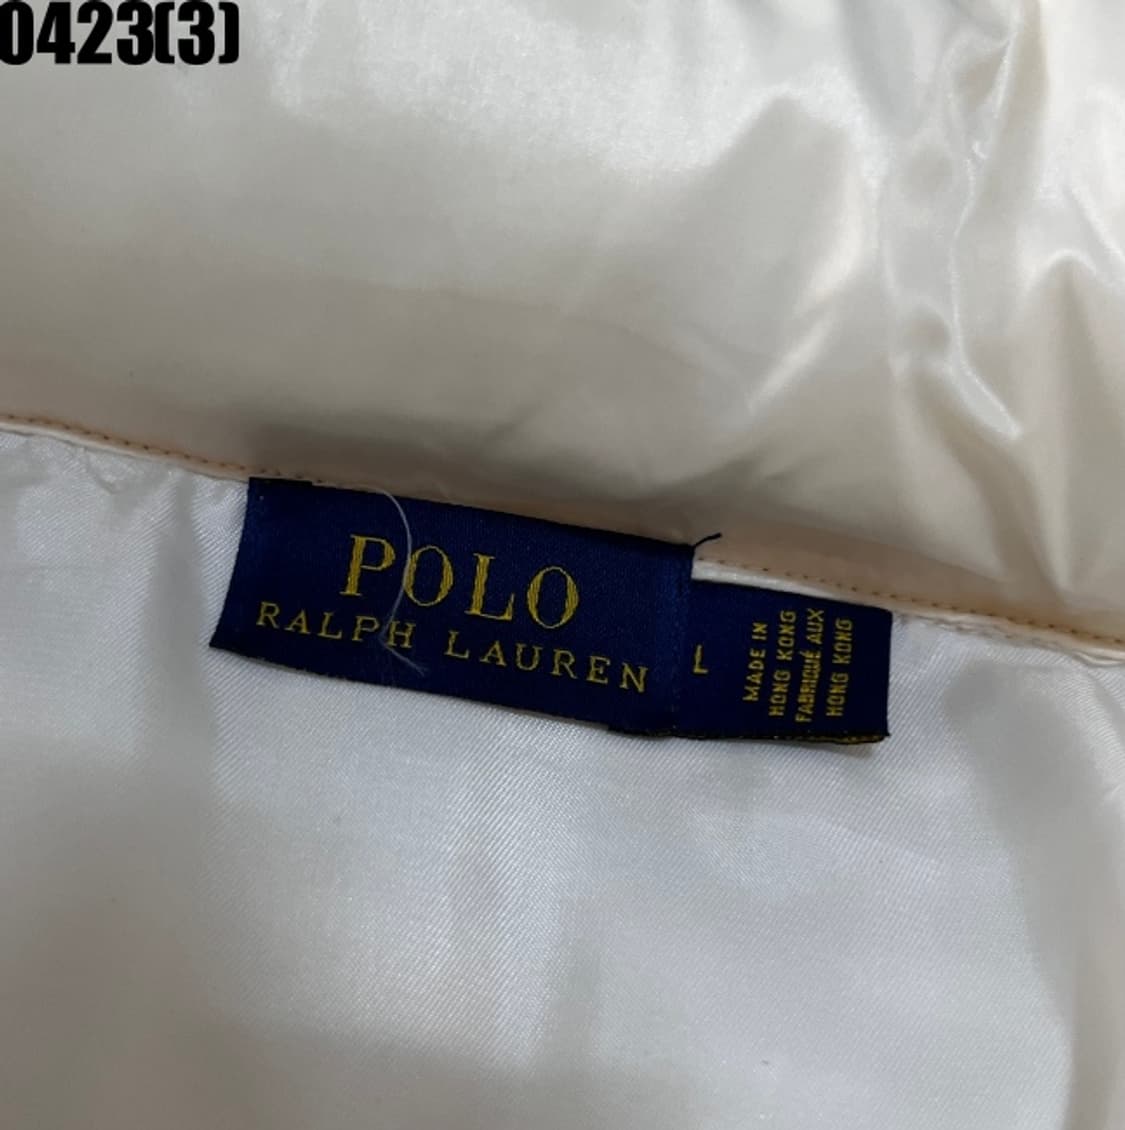 0423(3)
POLO
RALPH LAUREN
L
MADE IN
HONG KONG
FABRIQUÉ AUX
HONG KONG